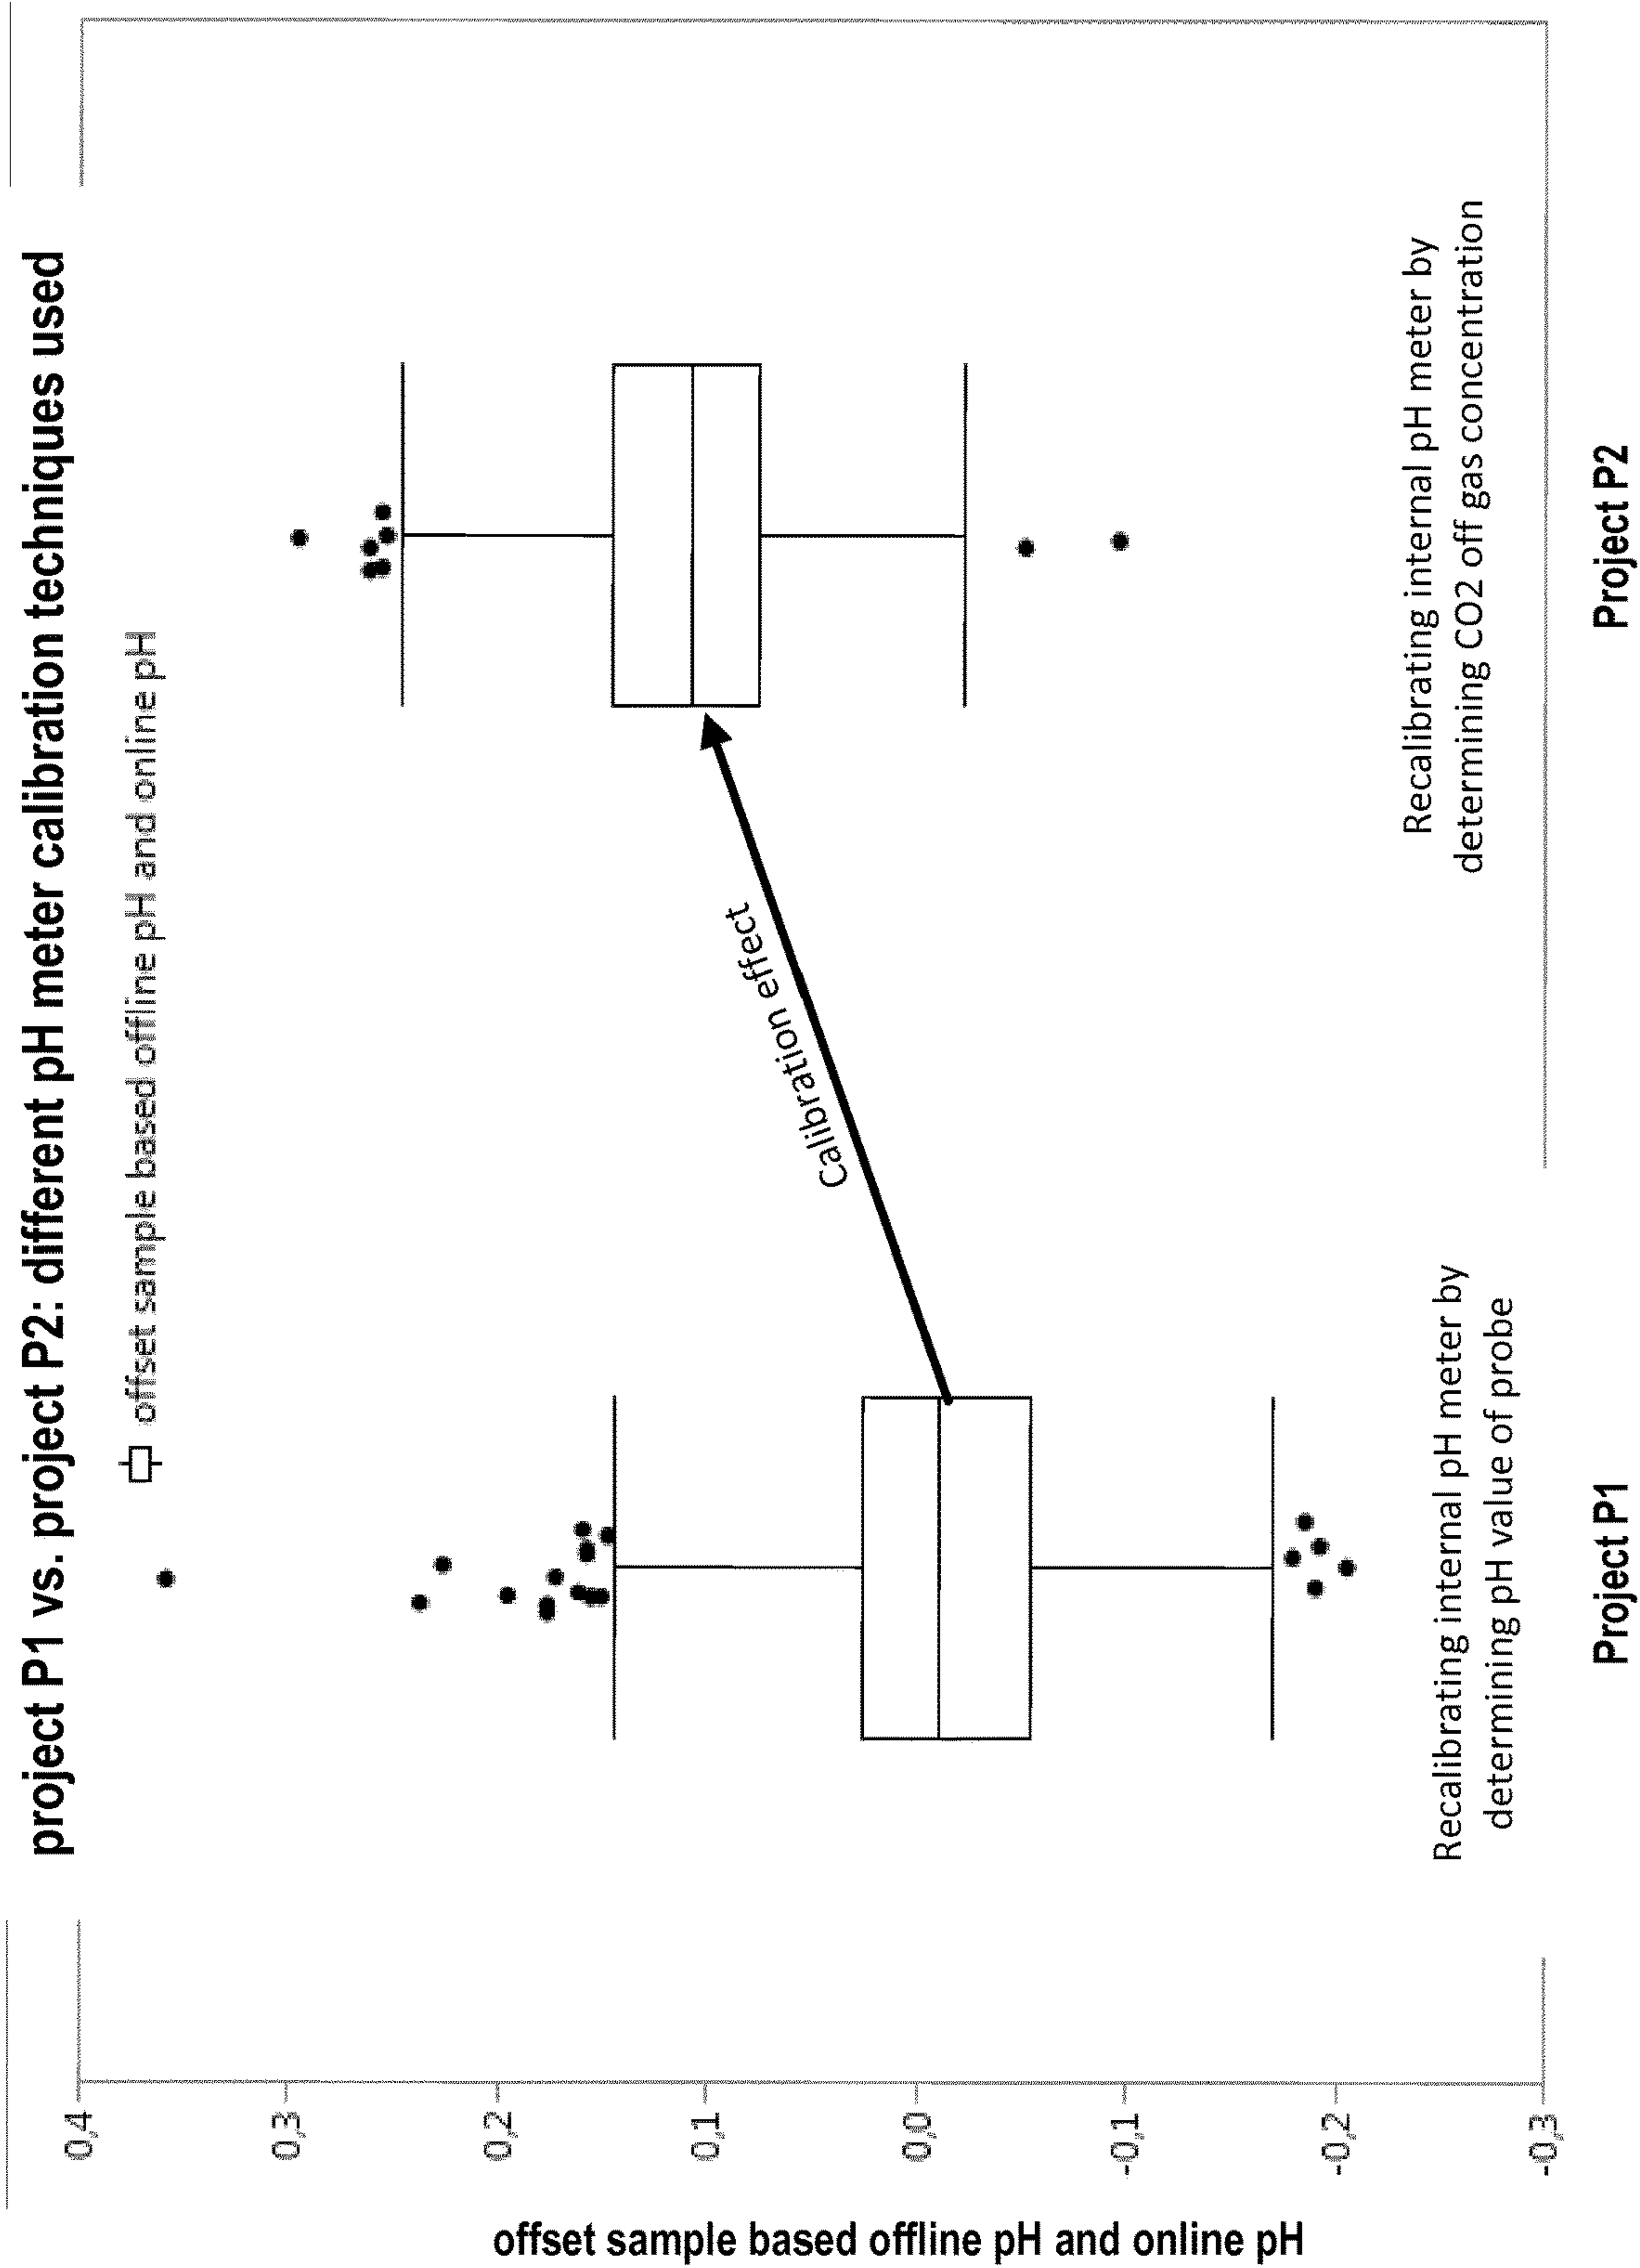 project P1 vs. project P2: different pH meter calibration techniques used
offset sample based offline pH and online pH
offset sample based offline pH and online pH
0,4
0,3
0,2
0,1
0,0
-0,1
-0,2
-0,3
Calibration effect
Recalibrating internal pH meter by
determining pH value of probe
Recalibrating internal pH meter by
determining CO2 off gas concentration
Project P1
Project P2